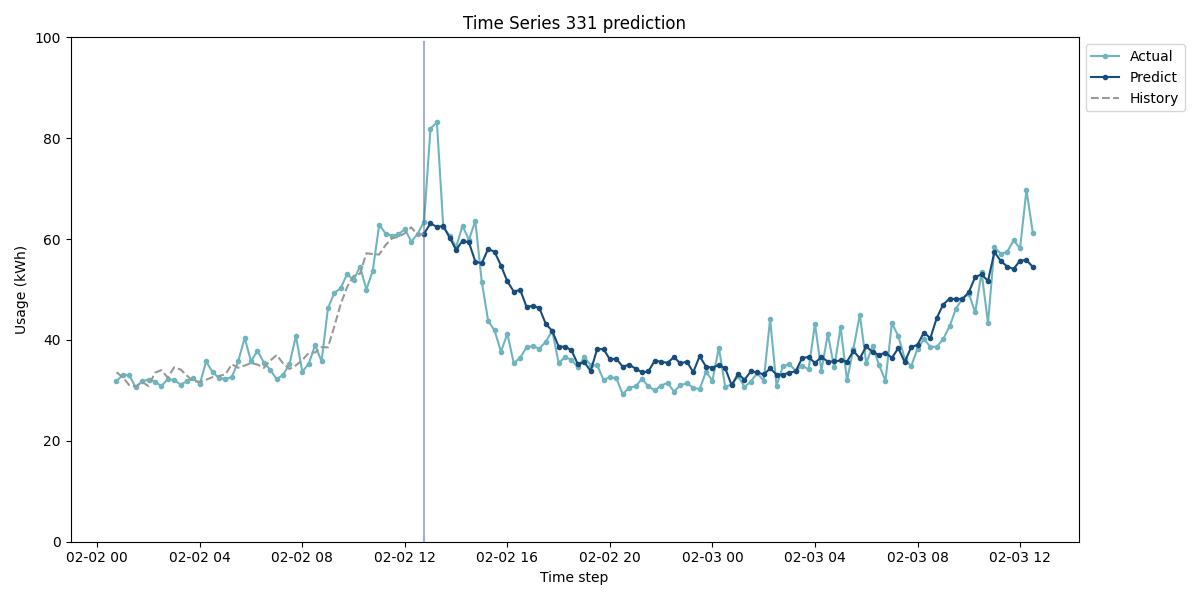 Time Series 331 prediction
100
80
60
40
20
0
Usage (kWh)
02-02 00
02-02 04
02-02 08
02-02 12
02-02 16
02-02 20
02-03 00
02-03 04
02-03 08
02-03 12
Time step
Actual
Predict
History